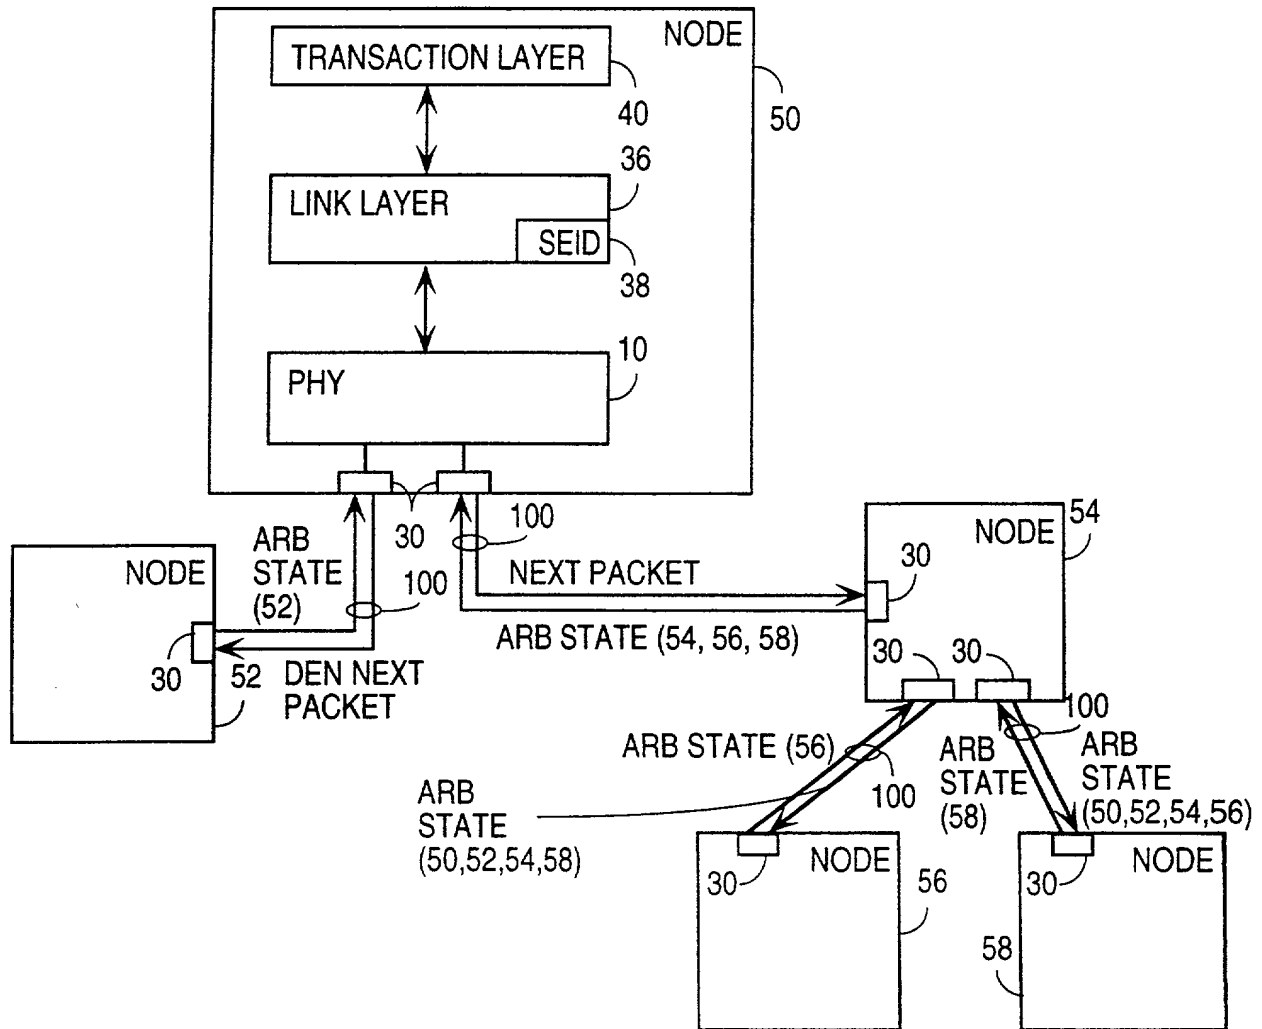 NODE
TRANSACTION LAYER
40
50
36
LINK LAYER
SEID
38
10
PHY
30
100
54
NODE
ARB
STATE
(52)
NODE
100
NEXT PACKET
30
ARB STATE (54, 56, 58)
30
52
DEN NEXT
PACKET
30
30
100
ARB STATE (56)
100
ARB
STATE
(58)
ARB
STATE
(50,52,54,56)
ARB
STATE
(50,52,54,58)
NODE
30
56
NODE
30
58